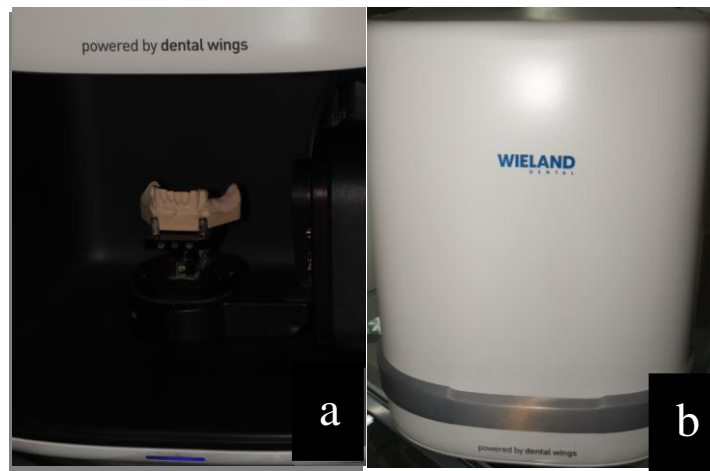 powered by dental wings
a
WIELAND
DENTAL
powered by dental wings
b